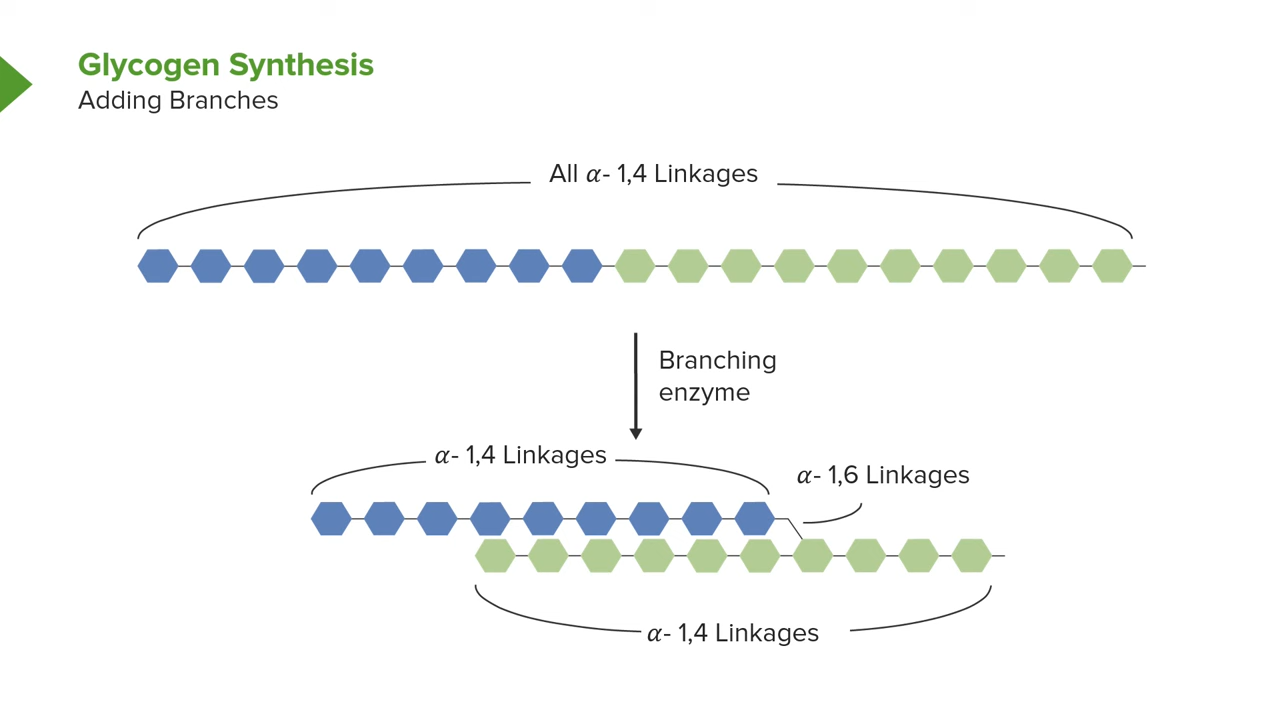 Glycogen Synthesis
Adding Branches
All α- 1,4 Linkages
Branching
enzyme
α- 1,4 Linkages
α- 1,6 Linkages
α- 1,4 Linkages